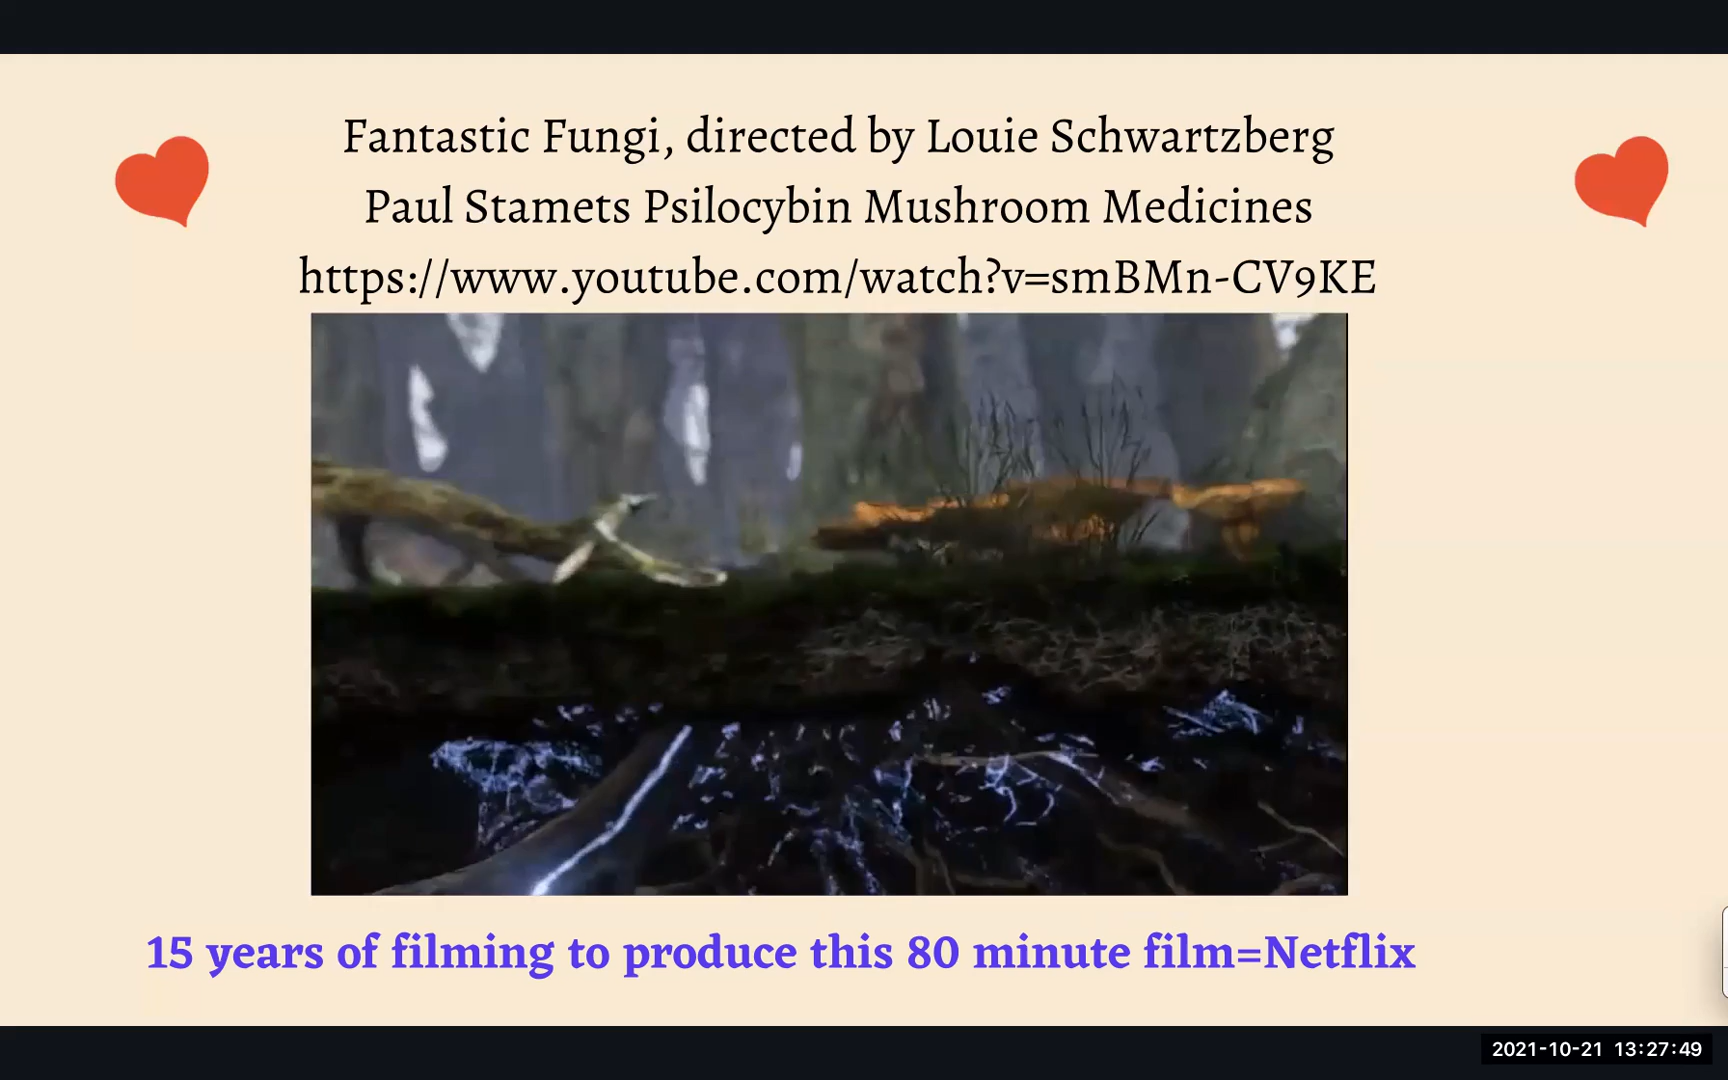 Fantastic Fungi, directed by Louie Schwartzberg
Paul Stamets Psilocybin Mushroom Medicines
https://www.youtube.com/watch?v=smBMn-CV9KE
15 years of filming to produce this 80 minute film=Netflix
2021-10-21 13:27:49